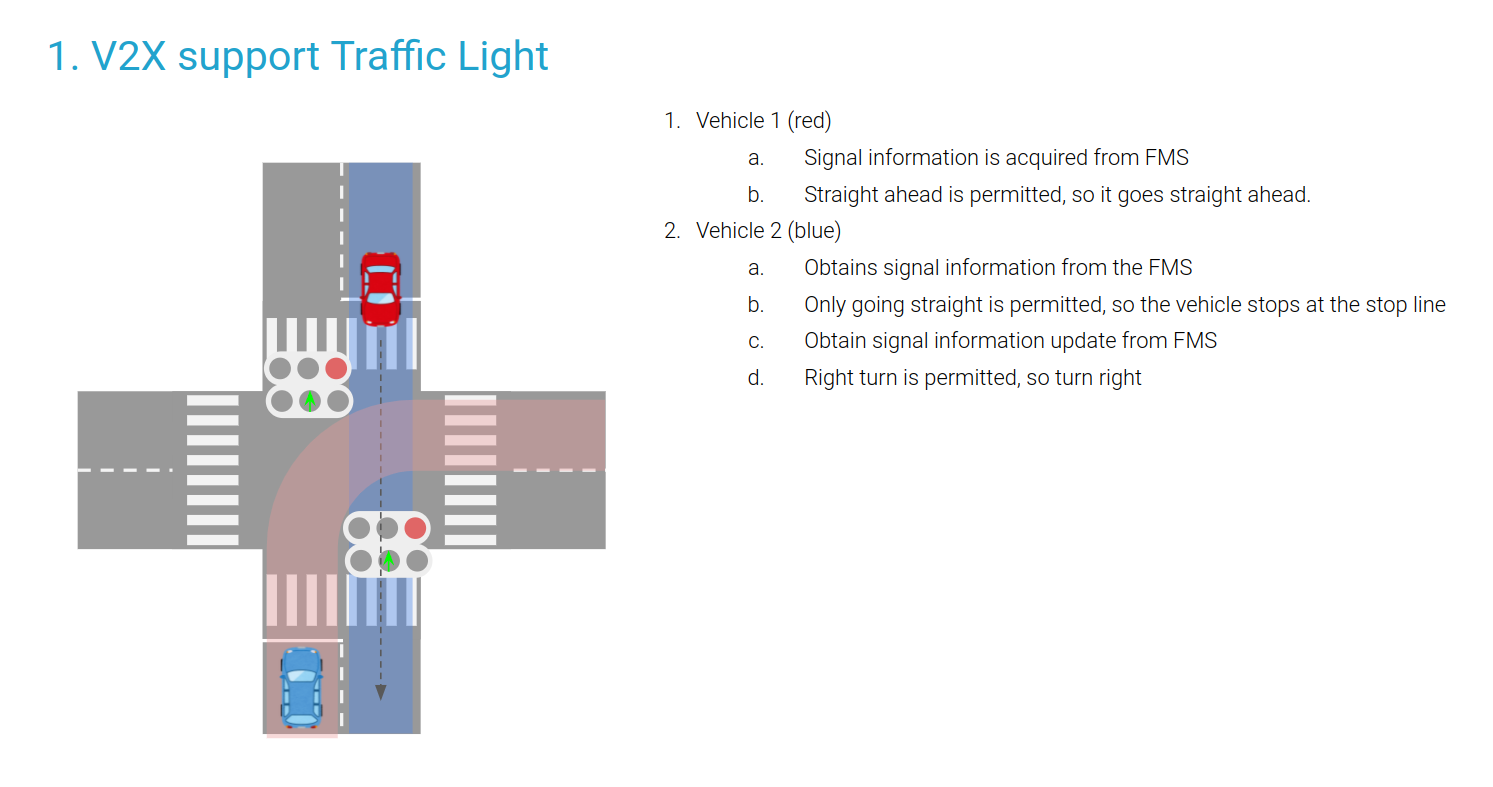 1. V2X support Traffic Light
1. Vehicle 1 (red)
a. Signal information is acquired from FMS
b. Straight ahead is permitted, so it goes straight ahead.
2. Vehicle 2 (blue)
a. Obtains signal information from the FMS
b. Only going straight is permitted, so the vehicle stops at the stop line
c. Obtain signal information update from FMS
d. Right turn is permitted, so turn right